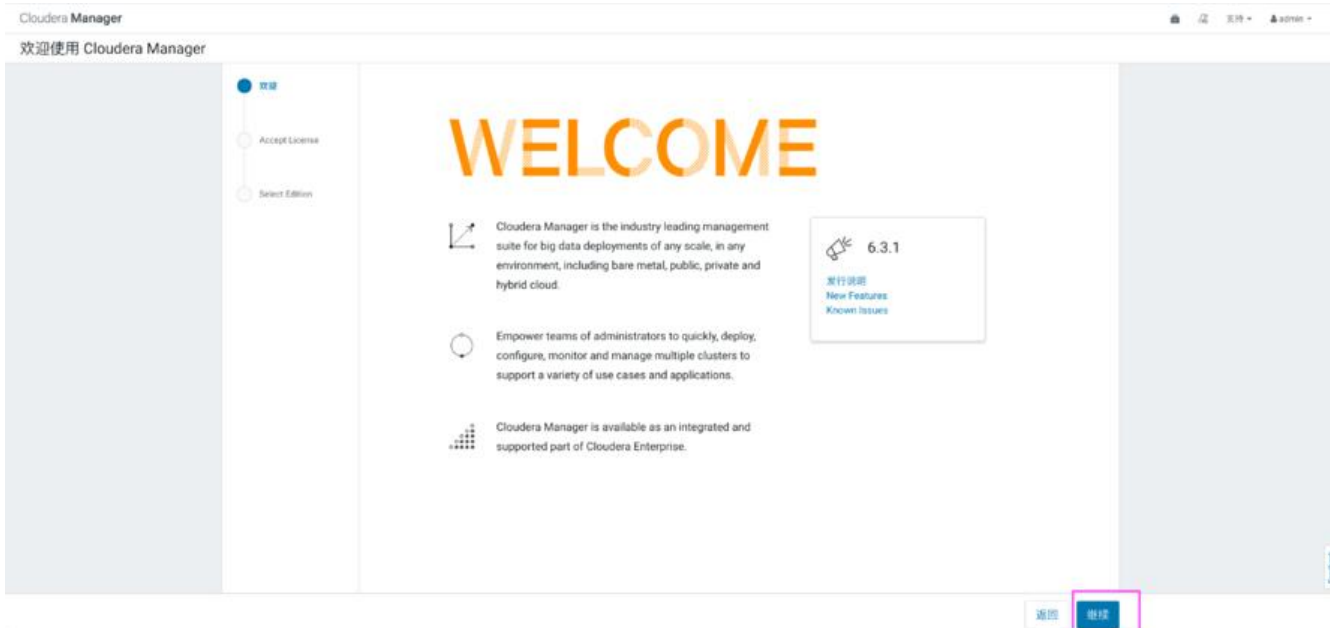 Cloudera Manager
支持
admin
欢迎使用 Cloudera Manager
欢迎
Accept License
Select Edition
WELCOME
Cloudera Manager is the industry leading management
suite for big data deployments of any scale, in any
environment, including bare metal, public, private and
hybrid cloud.
6.3.1
发行说明
New Features
Known Issues
Empower teams of administrators to quickly, deploy,
configure, monitor and manage multiple clusters to
support a variety of use cases and applications.
Cloudera Manager is available as an integrated and
supported part of Cloudera Enterprise.
返回
继续